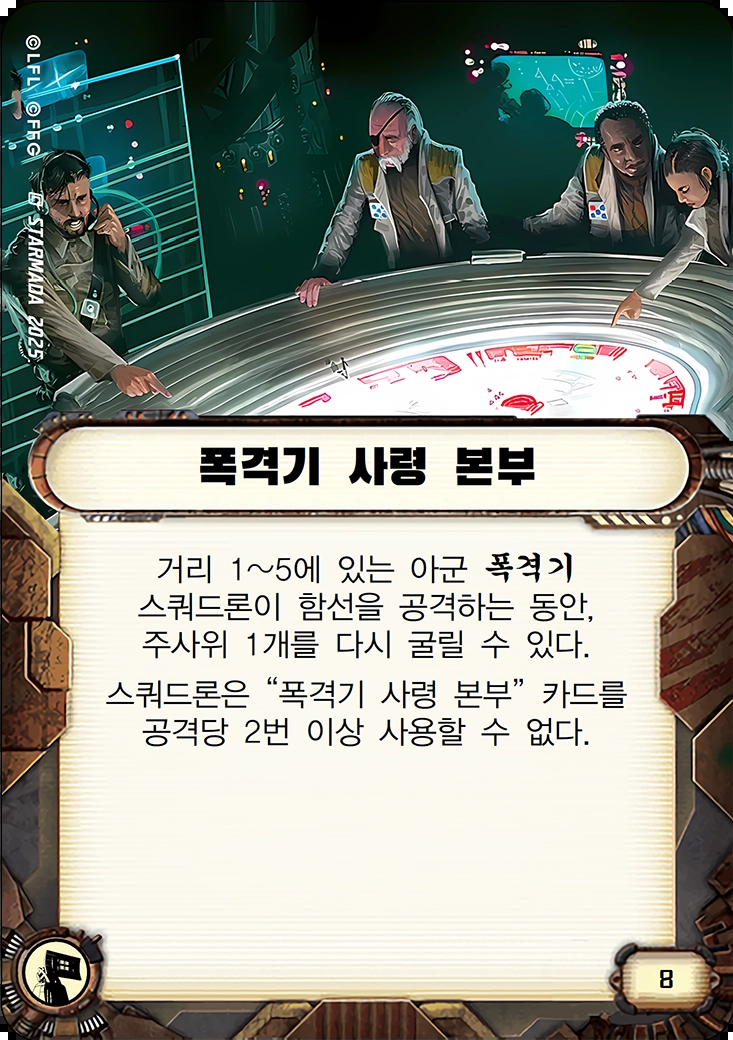 ©LFL ©FFG STARMADA 2025
폭격기 사령 본부
거리 1~5에 있는 아군 폭격기
스쿼드론이 함선을 공격하는 동안,
주사위 1개를 다시 굴릴 수 있다.
스쿼드론은 “폭격기 사령 본부” 카드를
공격당 2번 이상 사용할 수 없다.
8